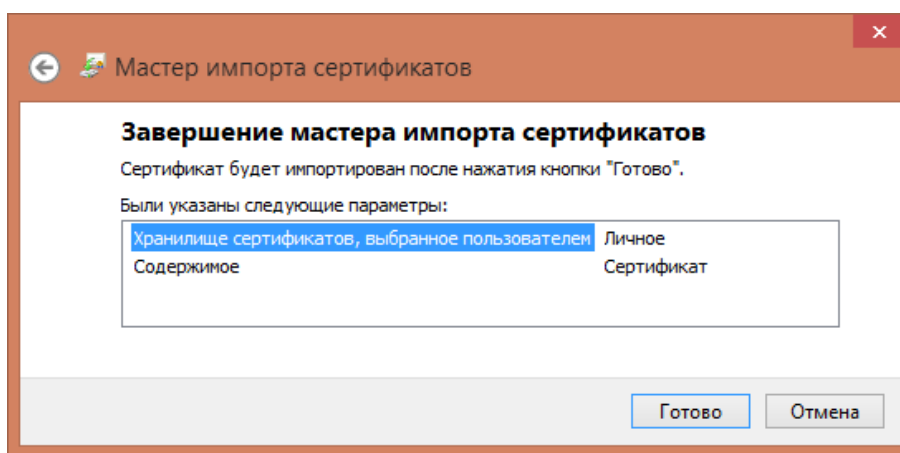 Мастер импорта сертификатов
Завершение мастера импорта сертификатов
Сертификат будет импортирован после нажатия кнопки "Готово".
Были указаны следующие параметры:
Хранилище сертификатов, выбранное пользователем Личное
Содержимое Сертификат
Готово Отмена